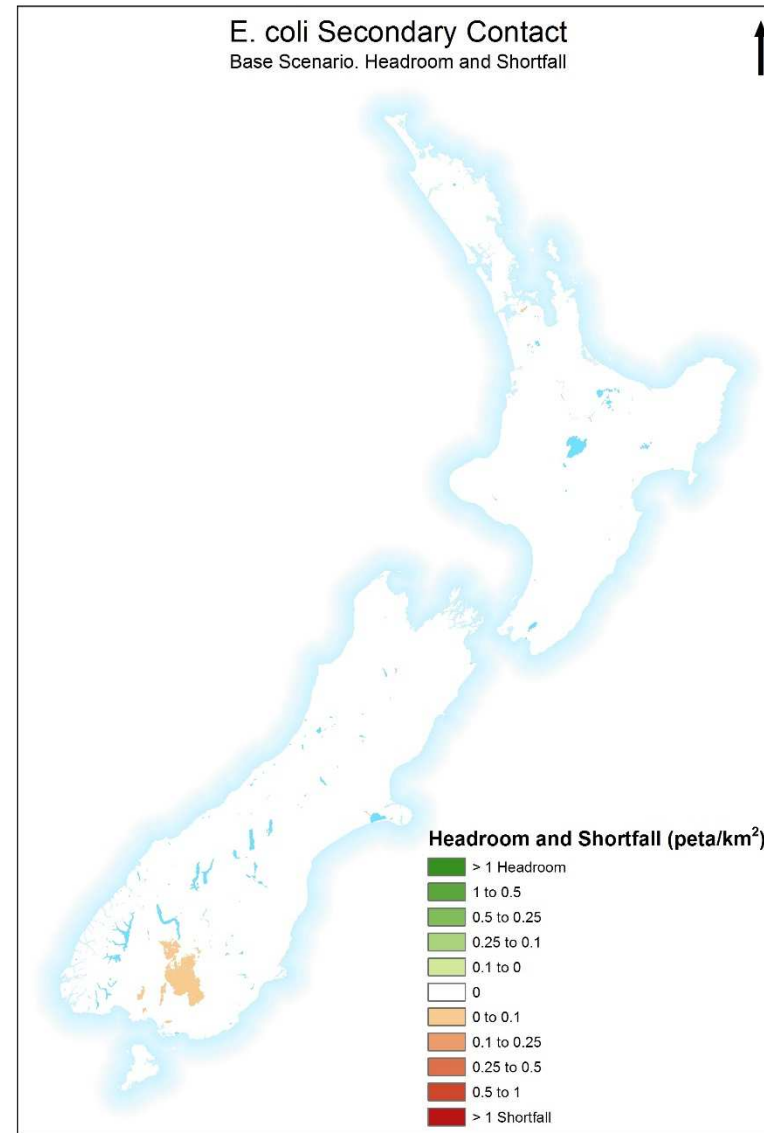 E. coli Secondary Contact
Base Scenario. Headroom and Shortfall
Headroom and Shortfall (peta/km²)
> 1 Headroom
1 to 0.5
0.5 to 0.25
0.25 to 0.1
0.1 to 0
0
0 to 0.1
0.1 to 0.25
0.25 to 0.5
0.5 to 1
> 1 Shortfall